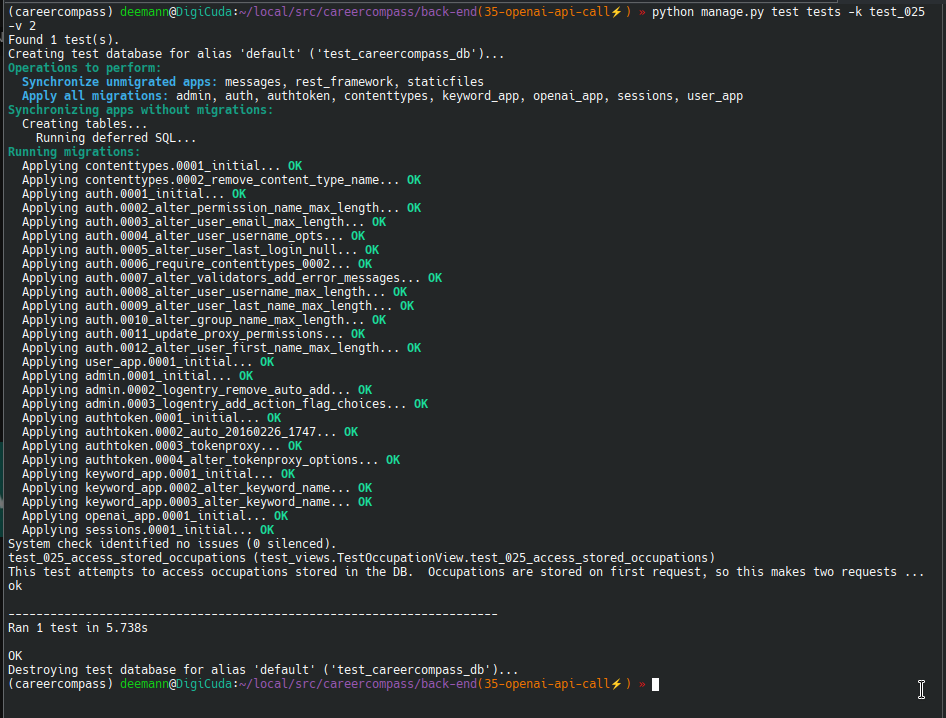 (careercompass) deemann@DigiCuda:~/local/src/careercompass/back-end(35-openai-api-call⚡) » python manage.py test tests -k test_025
-v 2
Found 1 test(s).
Creating test database for alias 'default' ('test_careercompass_db')...
Operations to perform:
  Synchronize unmigrated apps: messages, rest_framework, staticfiles
  Apply all migrations: admin, auth, authtoken, contenttypes, keyword_app, openai_app, sessions, user_app
Synchronizing apps without migrations:
  Creating tables...
    Running deferred SQL...
Running migrations:
  Applying contenttypes.0001_initial... OK
  Applying contenttypes.0002_remove_content_type_name... OK
  Applying auth.0001_initial... OK
  Applying auth.0002_alter_permission_name_max_length... OK
  Applying auth.0003_alter_user_email_max_length... OK
  Applying auth.0004_alter_user_username_opts... OK
  Applying auth.0005_alter_user_last_login_null... OK
  Applying auth.0006_require_contenttypes_0002... OK
  Applying auth.0007_alter_validators_add_error_messages... OK
  Applying auth.0008_alter_user_username_max_length... OK
  Applying auth.0009_alter_user_last_name_max_length... OK
  Applying auth.0010_alter_group_name_max_length... OK
  Applying auth.0011_update_proxy_permissions... OK
  Applying auth.0012_alter_user_first_name_max_length... OK
  Applying user_app.0001_initial... OK
  Applying admin.0001_initial... OK
  Applying admin.0002_logentry_remove_auto_add... OK
  Applying admin.0003_logentry_add_action_flag_choices... OK
  Applying authtoken.0001_initial... OK
  Applying authtoken.0002_auto_20160226_1747... OK
  Applying authtoken.0003_tokenproxy... OK
  Applying authtoken.0004_alter_tokenproxy_options... OK
  Applying keyword_app.0001_initial... OK
  Applying keyword_app.0002_alter_keyword_name... OK
  Applying keyword_app.0003_alter_keyword_name... OK
  Applying openai_app.0001_initial... OK
  Applying sessions.0001_initial... OK
System check identified no issues (0 silenced).
test_025_access_stored_occupations (test_views.TestOccupationView.test_025_access_stored_occupations)
This test attempts to access occupations stored in the DB.  Occupations are stored on first request, so this makes two requests ...
ok

----------------------------------------------------------------------
Ran 1 test in 5.738s

OK
Destroying test database for alias 'default' ('test_careercompass_db')...
(careercompass) deemann@DigiCuda:~/local/src/careercompass/back-end(35-openai-api-call⚡) »